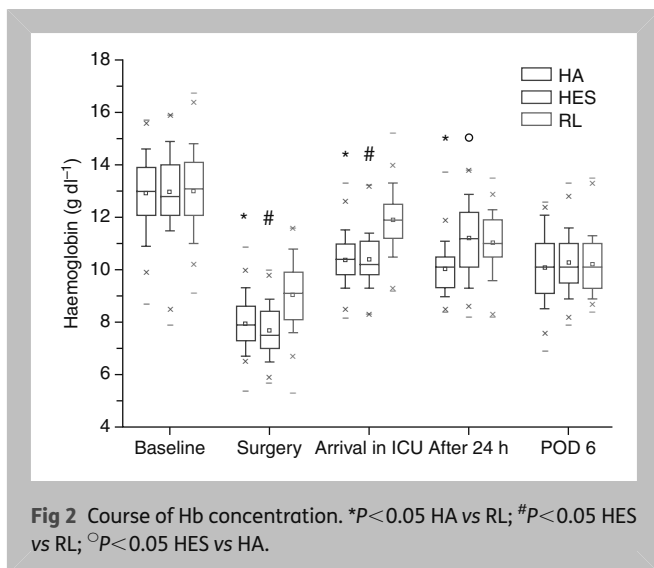 18
16
14
12
10
8
6
4
Haemoglobin (g dl⁻¹)
HA
HES
RL
* # * # * ○
Baseline Surgery Arrival in ICU After 24 h POD 6
Fig 2 Course of Hb concentration. *P<0.05 HA vs RL; #P<0.05 HES
vs RL; ○P<0.05 HES vs HA.